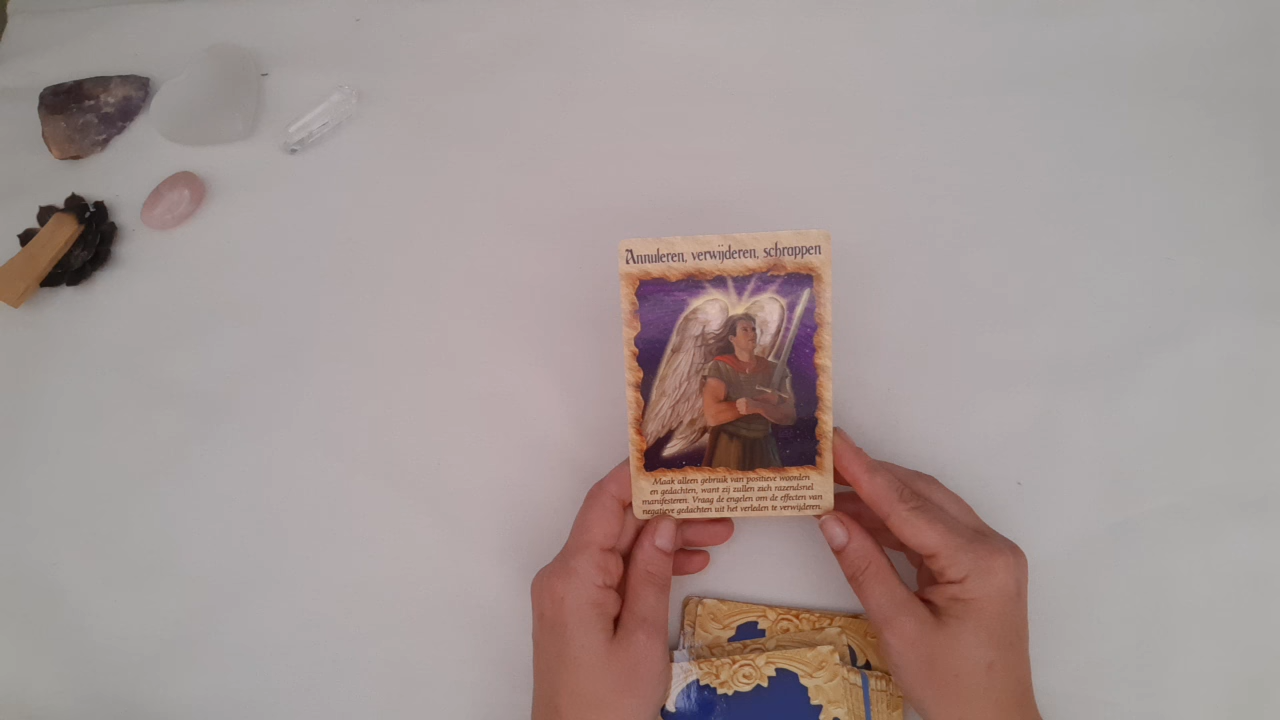 Annuleren, verwijderen, schrappen
Maak alleen gebruik van positieve woorden
en gedachten, want zij zullen zich razendsnel
manifesteren. Vraag de engelen om de effecten van
negatieve gedachten uit het verleden te verwijderen.